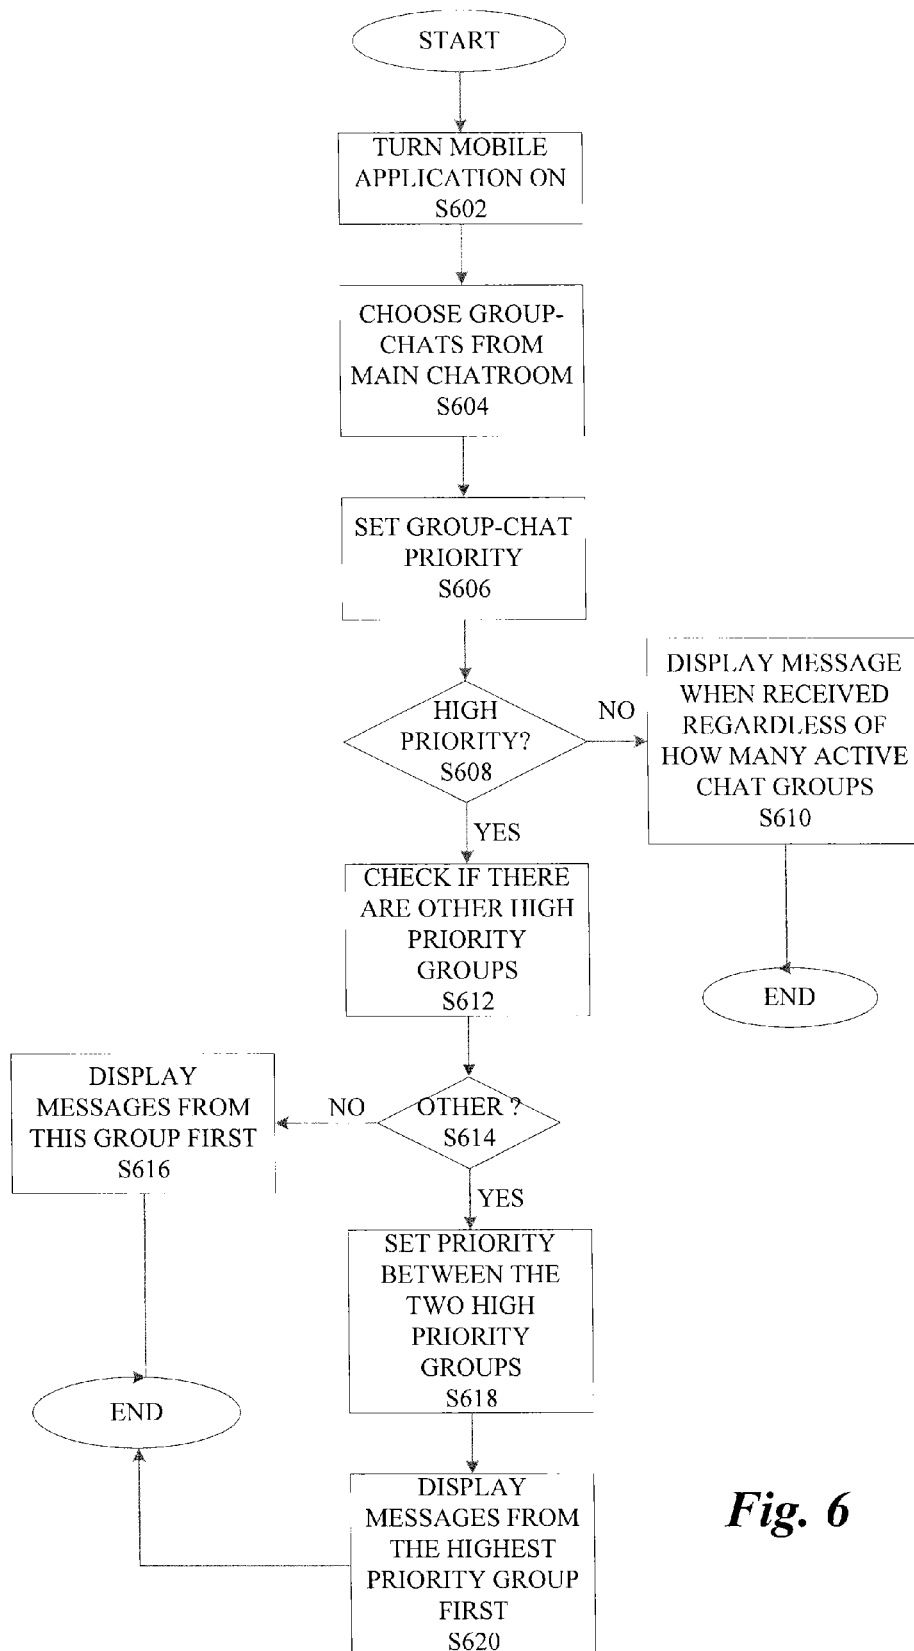 START
TURN MOBILE
APPLICATION ON
S602
CHOOSE GROUP-
CHATS FROM
MAIN CHATROOM
S604
SET GROUP-CHAT
PRIORITY
S606
HIGH
PRIORITY?
S608
NO
DISPLAY MESSAGE
WHEN RECEIVED
REGARDLESS OF
HOW MANY ACTIVE
CHAT GROUPS
S610
YES
CHECK IF THERE
ARE OTHER HIGH
PRIORITY
GROUPS
S612
END
OTHER ?
S614
NO
DISPLAY
MESSAGES FROM
THIS GROUP FIRST
S616
YES
SET PRIORITY
BETWEEN THE
TWO HIGH
PRIORITY
GROUPS
S618
END
DISPLAY
MESSAGES FROM
THE HIGHEST
PRIORITY GROUP
FIRST
S620
Fig. 6